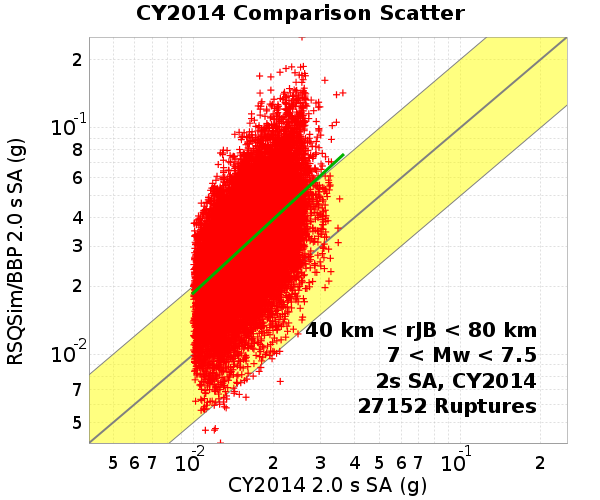 CY2014 Comparison Scatter
RSQSim/BBP 2.0 s SA (g)
2
10⁻¹
8
6
4
3
2
10⁻²
7
5
40 km < rJB < 80 km
7 < Mw < 7.5
2s SA, CY2014
27152 Ruptures
5 6 7 10⁻² 2 3 4 5 6 7 10⁻¹ 2
CY2014 2.0 s SA (g)